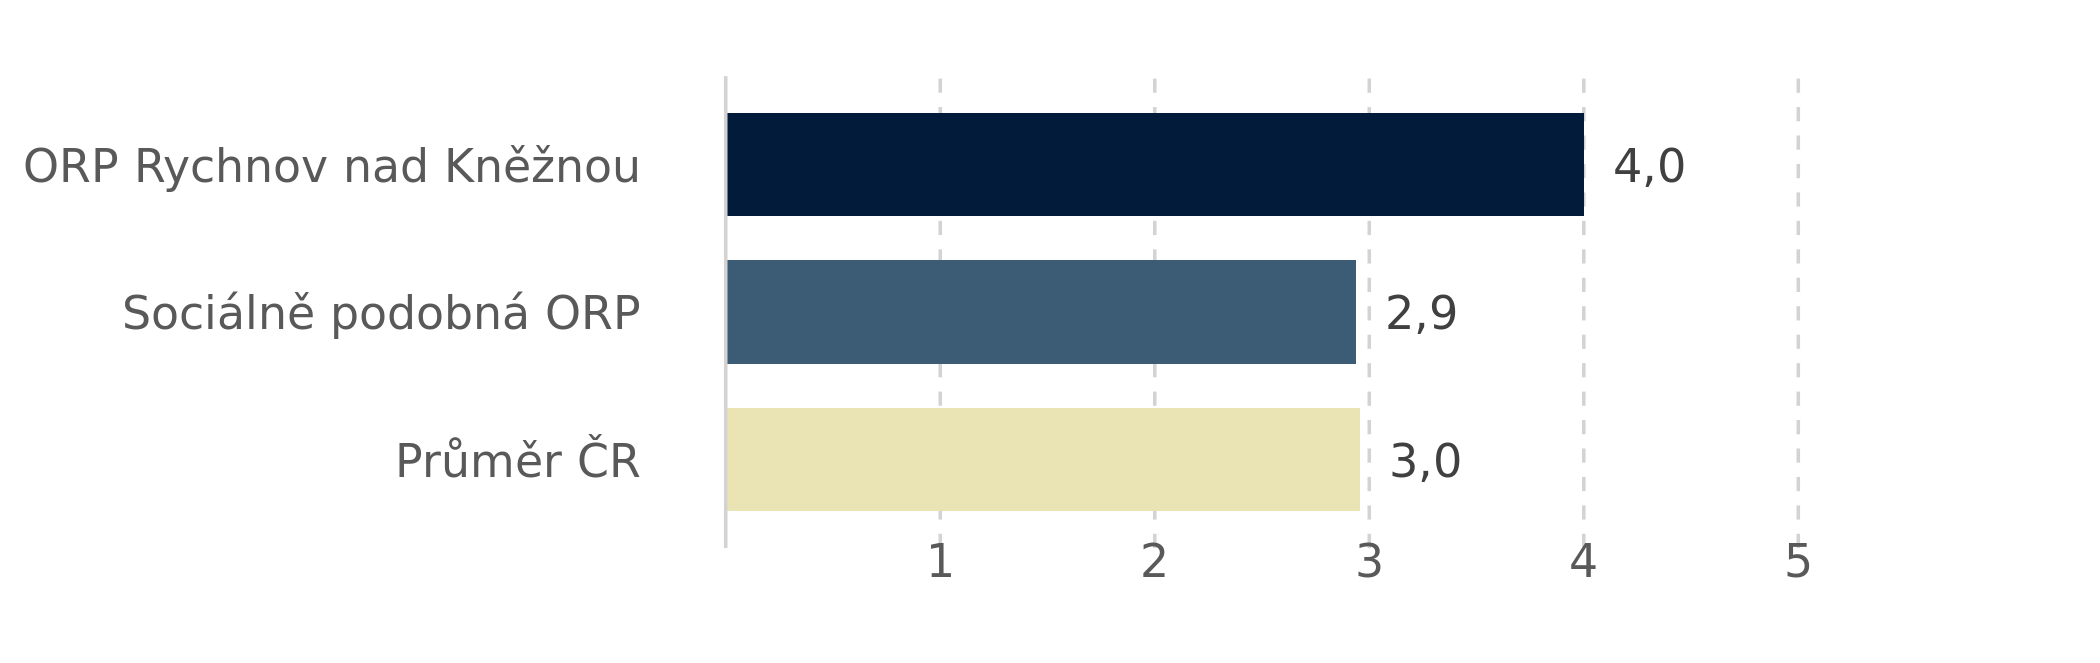 ORP Rychnov nad Kněžnou 4,0
Sociálně podobná ORP 2,9
Průměr ČR 3,0
1 2 3 4 5